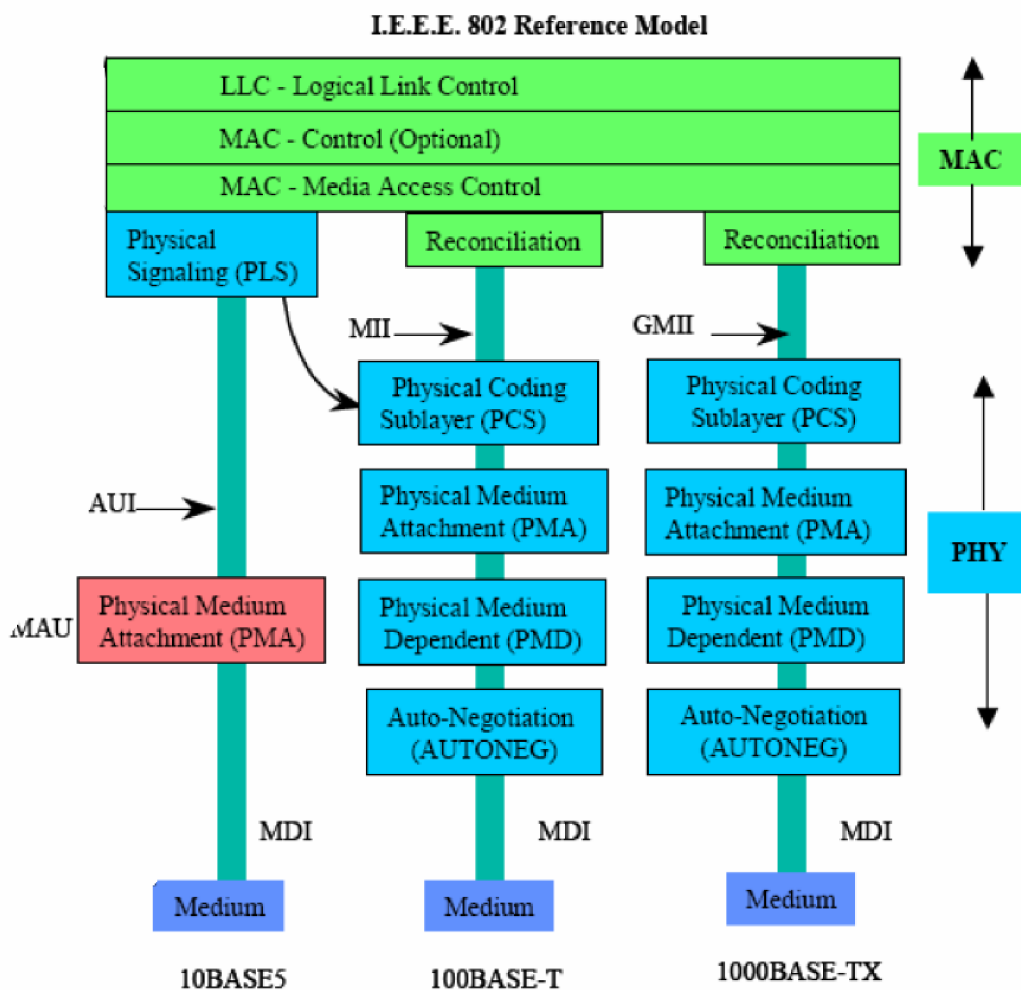 I.E.E.E. 802 Reference Model
LLC - Logical Link Control
MAC - Control (Optional)
MAC - Media Access Control
MAC
Physical
Signaling (PLS)
Reconciliation
Reconciliation
MII
GMII
Physical Coding
Sublayer (PCS)
Physical Coding
Sublayer (PCS)
AUI
Physical Medium
Attachment (PMA)
Physical Medium
Attachment (PMA)
PHY
MAU
Physical Medium
Attachment (PMA)
Physical Medium
Dependent (PMD)
Physical Medium
Dependent (PMD)
Auto-Negotiation
(AUTONEG)
Auto-Negotiation
(AUTONEG)
MDI
MDI
MDI
Medium
Medium
Medium
10BASE5
100BASE-T
1000BASE-TX